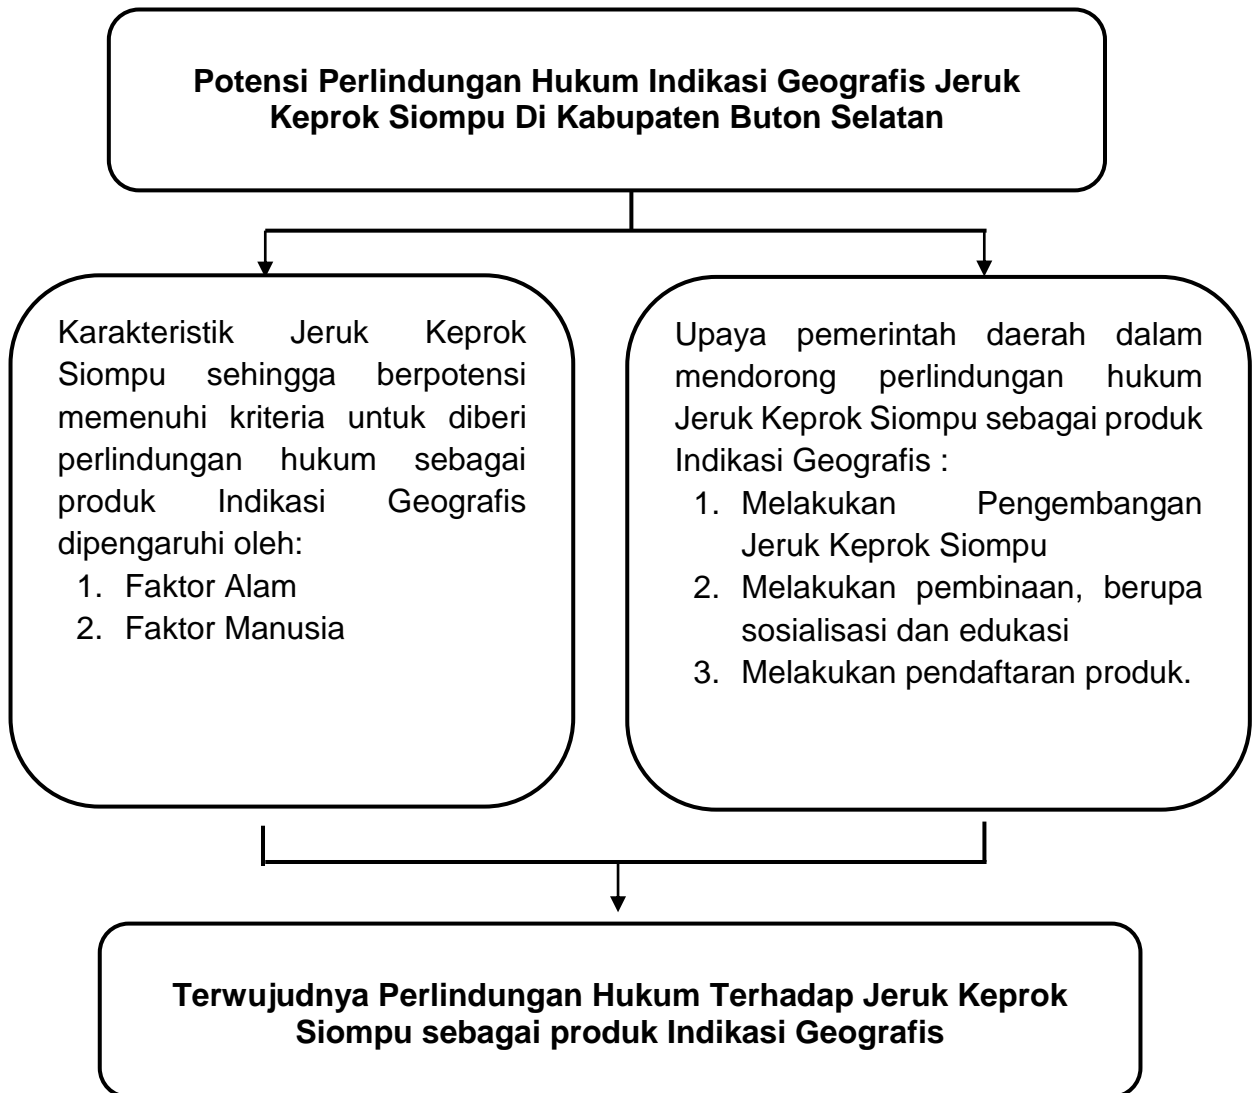 Potensi Perlindungan Hukum Indikasi Geografis Jeruk
Keprok Siompu Di Kabupaten Buton Selatan
Karakteristik Jeruk Keprok
Siompu sehingga berpotensi
memenuhi kriteria untuk diberi
perlindungan hukum sebagai
produk Indikasi Geografis
dipengaruhi oleh:
1. Faktor Alam
2. Faktor Manusia
Upaya pemerintah daerah dalam
mendorong perlindungan hukum
Jeruk Keprok Siompu sebagai produk
Indikasi Geografis :
1. Melakukan Pengembangan
Jeruk Keprok Siompu
2. Melakukan pembinaan, berupa
sosialisasi dan edukasi
3. Melakukan pendaftaran produk.
Terwujudnya Perlindungan Hukum Terhadap Jeruk Keprok
Siompu sebagai produk Indikasi Geografis